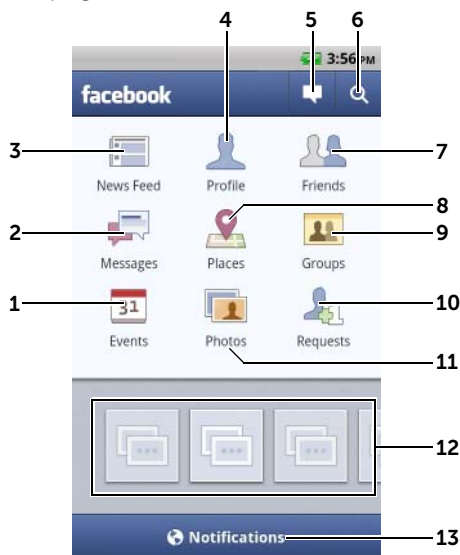 4 5 6
3:56 PM
facebook
3 7
News Feed Profile Friends
8
2 9
Messages Places Groups
1 31 10
Events Photos Requests
11
12
Notifications 13